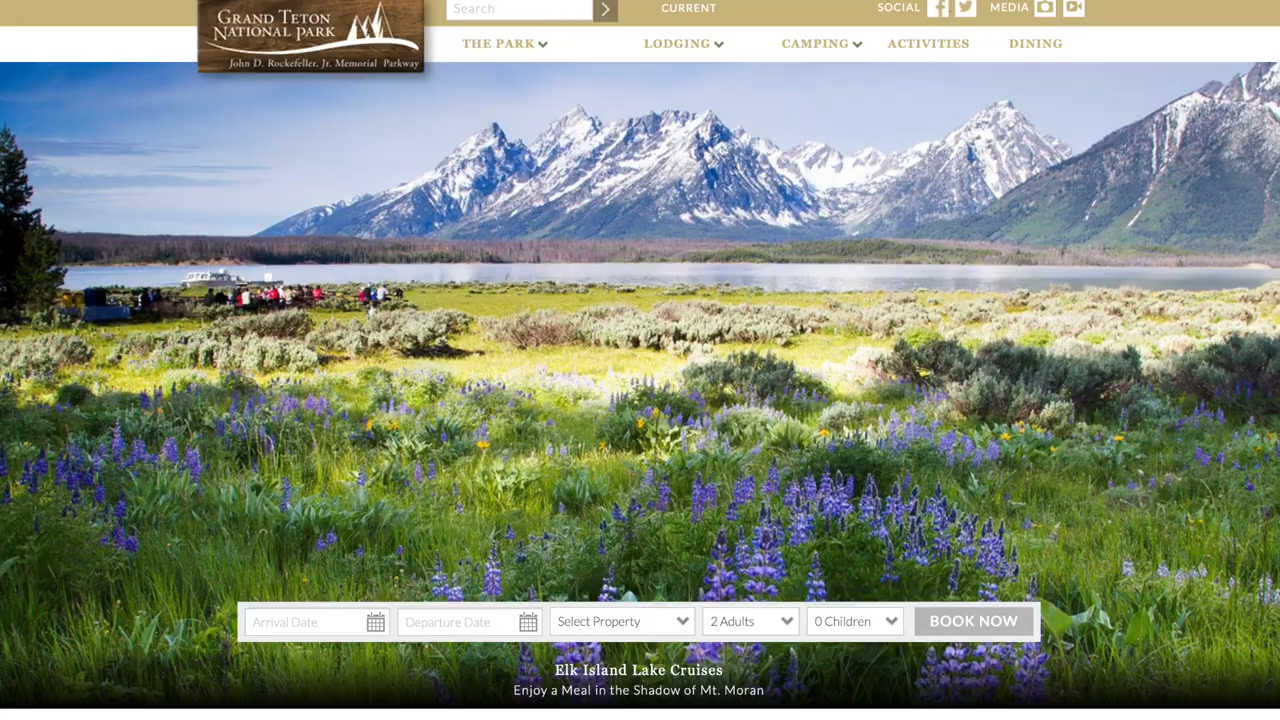 Search
CURRENT
SOCIAL
MEDIA
GRAND TETON
NATIONAL PARK
John D. Rockefeller, Jr. Memorial Parkway
THE PARK
LODGING
CAMPING
ACTIVITIES
DINING
Arrival Date
Departure Date
Select Property
2 Adults
0 Children
BOOK NOW
Elk Island Lake Cruises
Enjoy a Meal in the Shadow of Mt. Moran